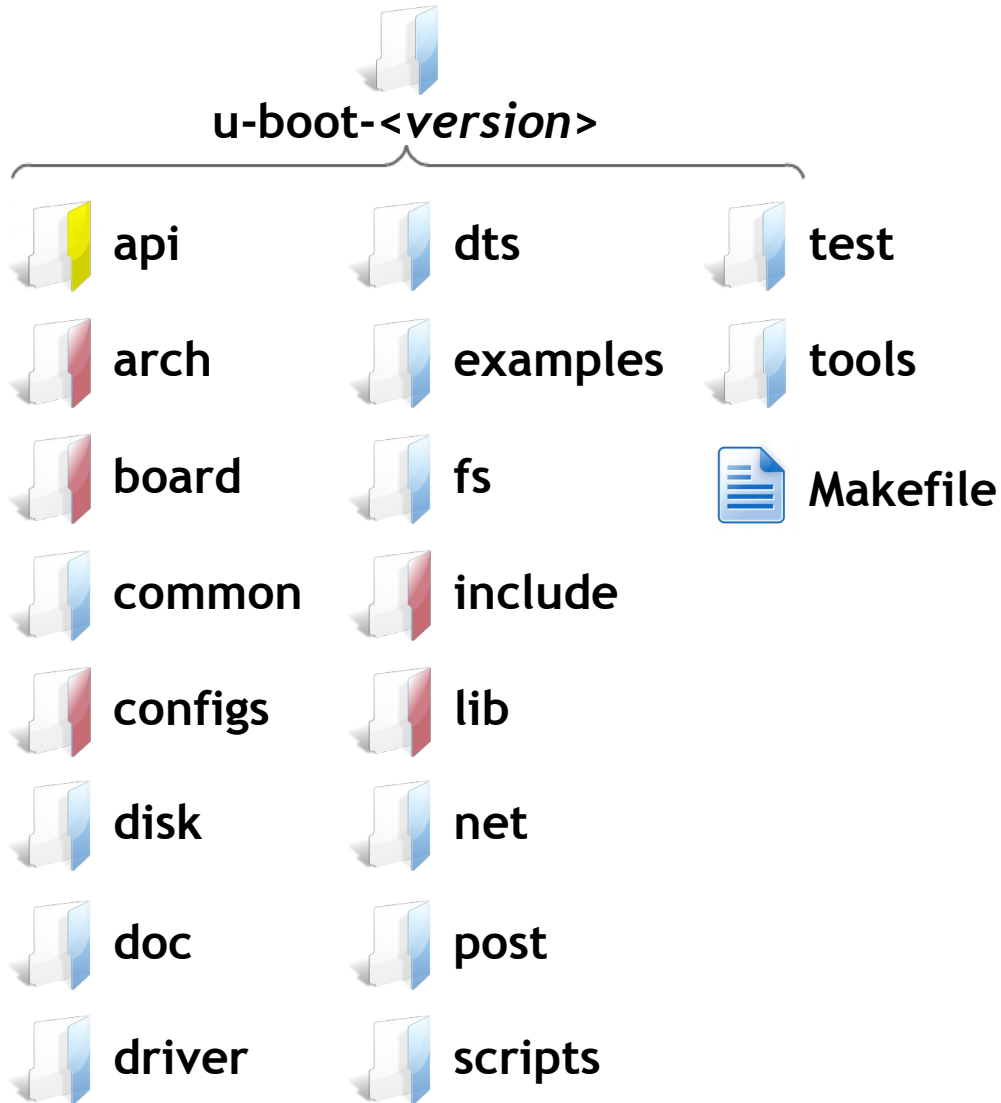 u-boot-<version>
api
arch
board
common
configs
disk
doc
driver
dts
examples
fs
include
lib
net
post
scripts
test
tools
Makefile